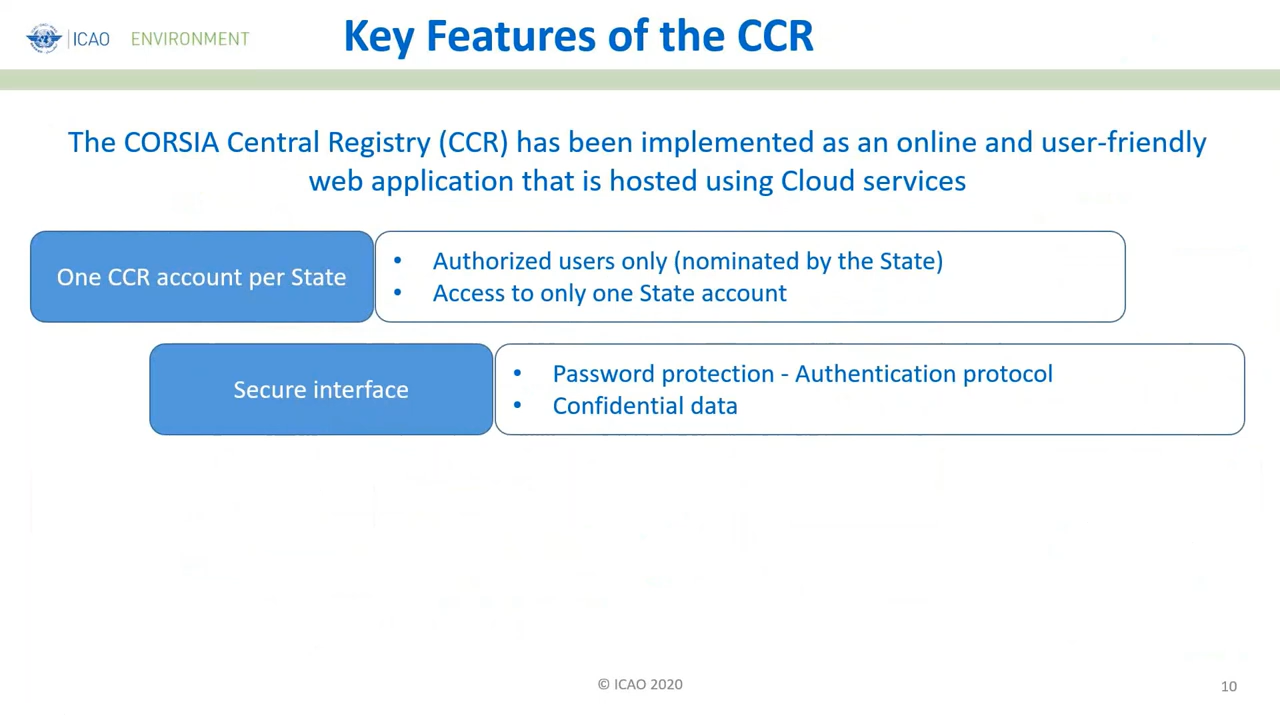 ICAO ENVIRONMENT
Key Features of the CCR
The CORSIA Central Registry (CCR) has been implemented as an online and user-friendly
web application that is hosted using Cloud services
One CCR account per State
• Authorized users only (nominated by the State)
• Access to only one State account
Secure interface
• Password protection - Authentication protocol
• Confidential data
© ICAO 2020
10